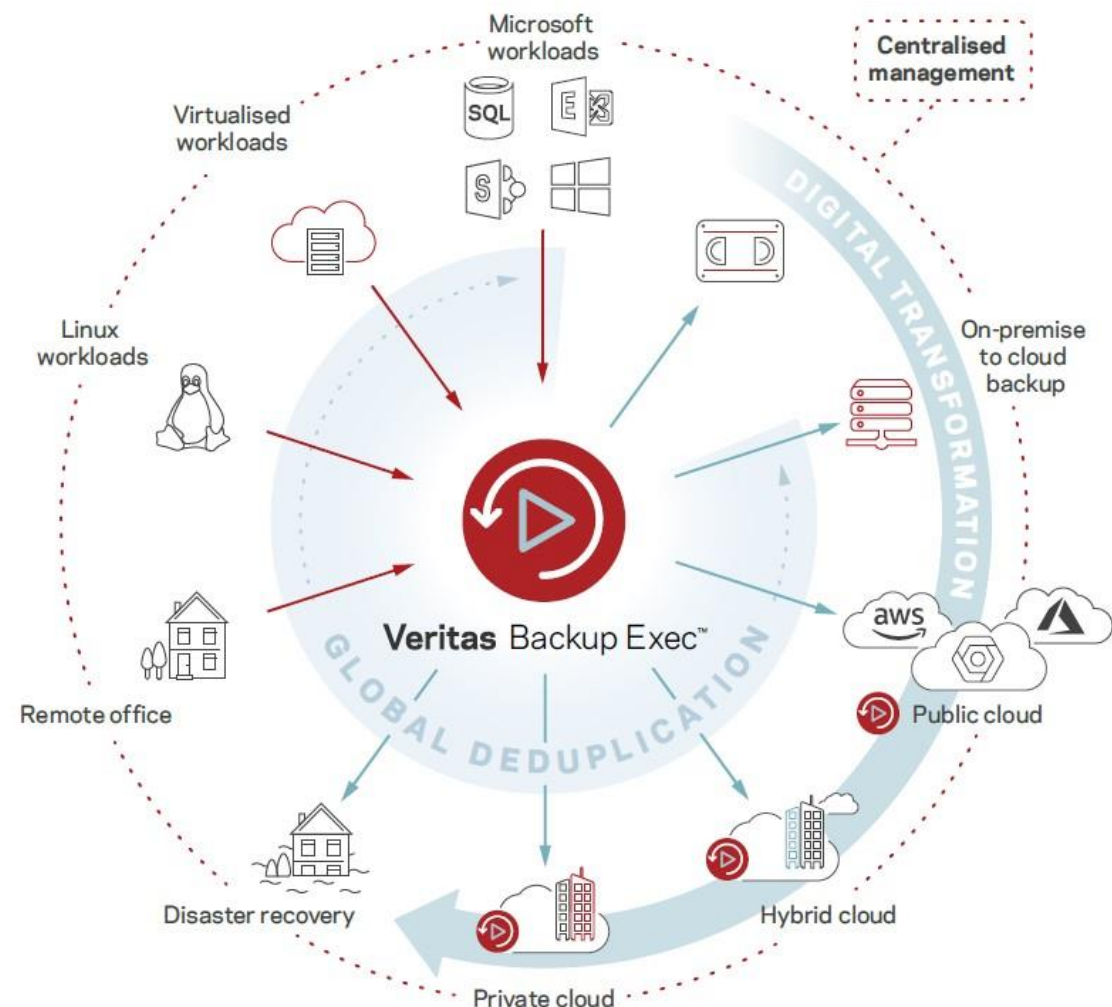 Microsoft
workloads
Centralised
management
Virtualised
workloads
SQL
E
S
DIGITAL TRANSFORMATION
Linux
workloads
On-premise
to cloud
backup
Veritas Backup Exec™
GLOBAL DEDUPLICATION
aws
Remote office
Public cloud
Disaster recovery
Hybrid cloud
Private cloud